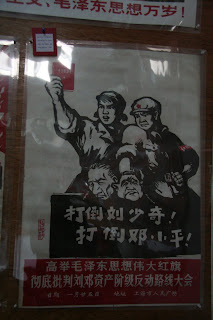 主义、毛泽东思想万岁！
打倒刘少奇！
打倒邓小平！
高举毛泽东思想伟大红旗
彻底批判刘邓资产阶级反动路线大会